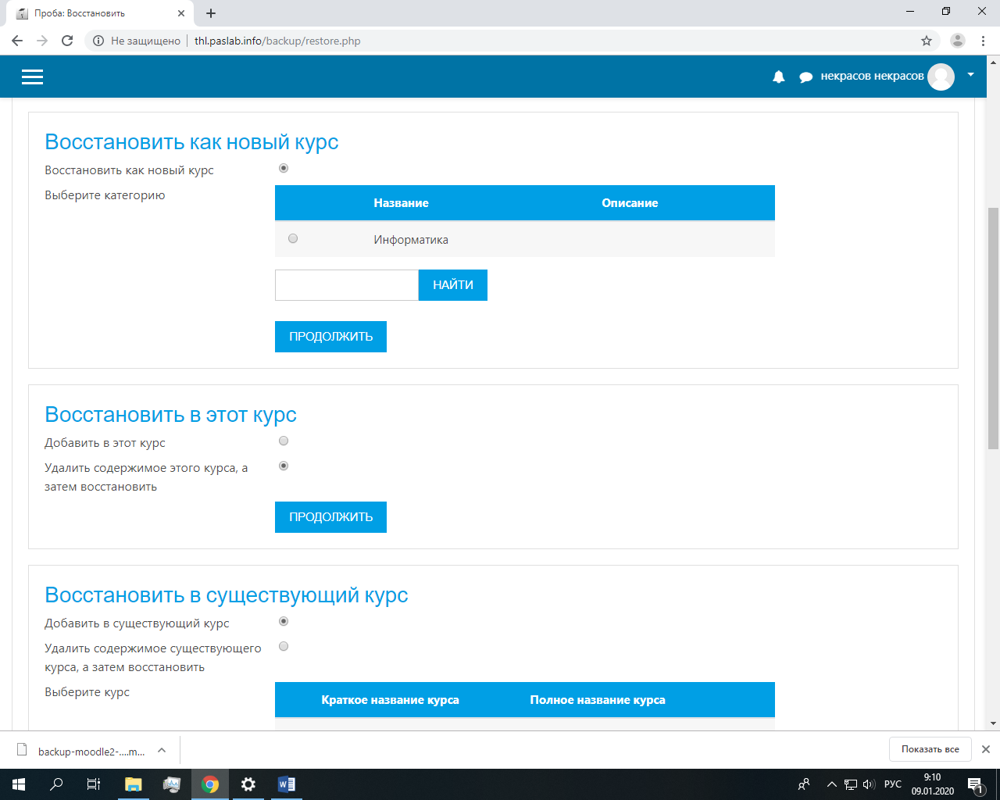 Проба: Восстановить
Не защищено thl.paslab.info/backup/restore.php
некрасов некрасов
Восстановить как новый курс
Восстановить как новый курс
Выберите категорию
Название Описание
Информатика
НАЙТИ
ПРОДОЛЖИТЬ
Восстановить в этот курс
Добавить в этот курс
Удалить содержимое этого курса, а
затем восстановить
ПРОДОЛЖИТЬ
Восстановить в существующий курс
Добавить в существующий курс
Удалить содержимое существующего
курса, а затем восстановить
Выберите курс
Краткое название курса Полное название курса
backup-moodle2-....m...
Показать все
РУС
9:10
09.01.2020
1